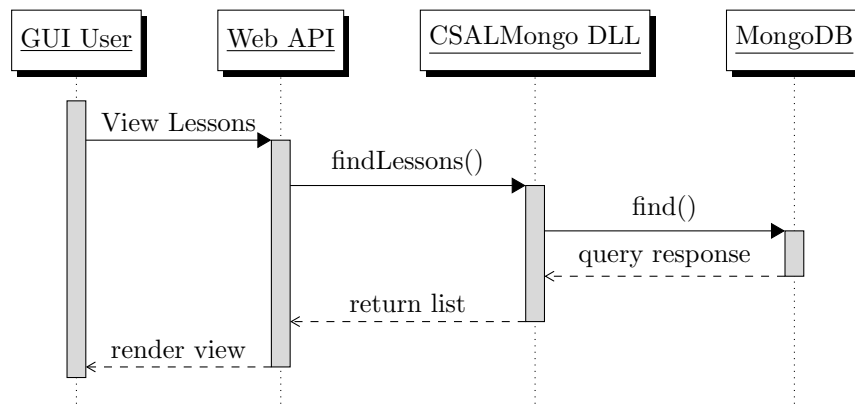 GUI User
Web API
CSALMongo DLL
MongoDB
View Lessons
findLessons()
find()
query response
return list
render view